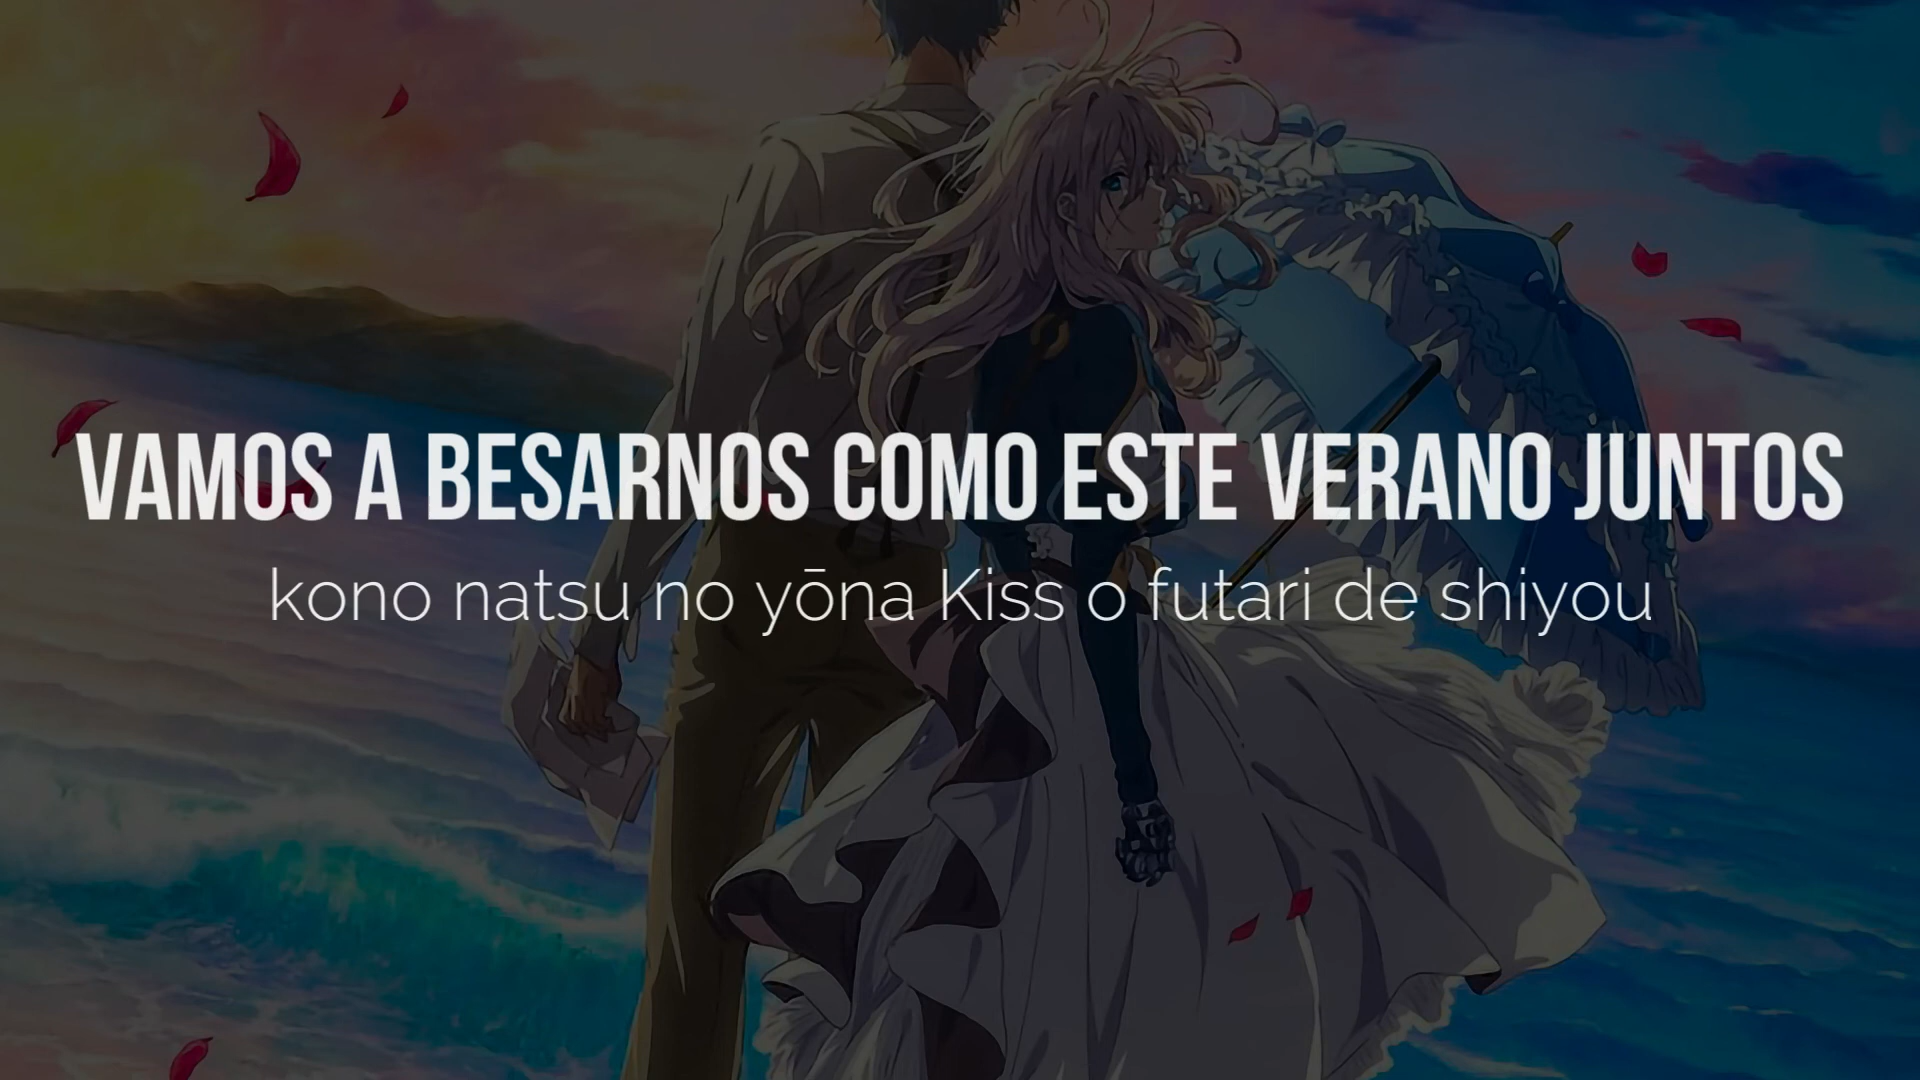 VAMOS A BESARNOS COMO ESTE VERANO JUNTOS
kono natsu no yōna Kiss o futari de shiyou